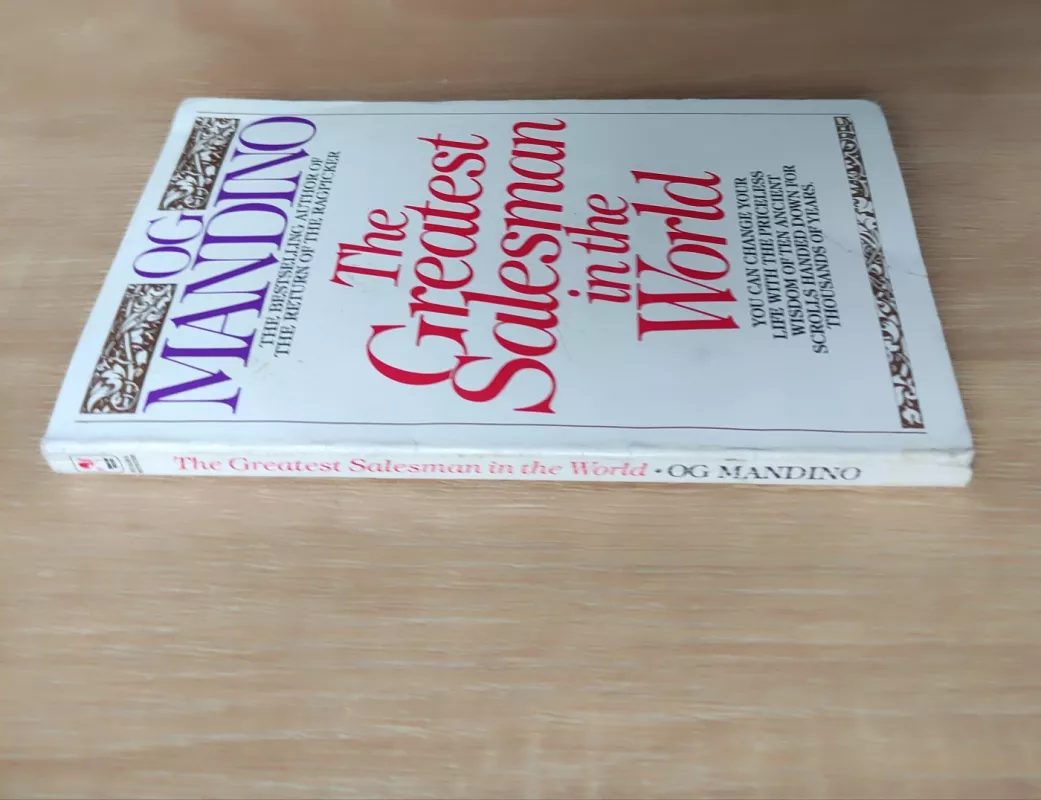 OG
MANDINO
THE BESTSELLING AUTHOR OF
THE RETURN OF THE RAGPICKER
The
Greatest
Salesman
in the
World
YOU CAN CHANGE YOUR
LIFE WITH THE PRICELESS
WISDOM OF TEN ANCIENT
SCROLLS HANDED DOWN FOR
THOUSANDS OF YEARS.
The Greatest Salesman in the World • OG MANDINO